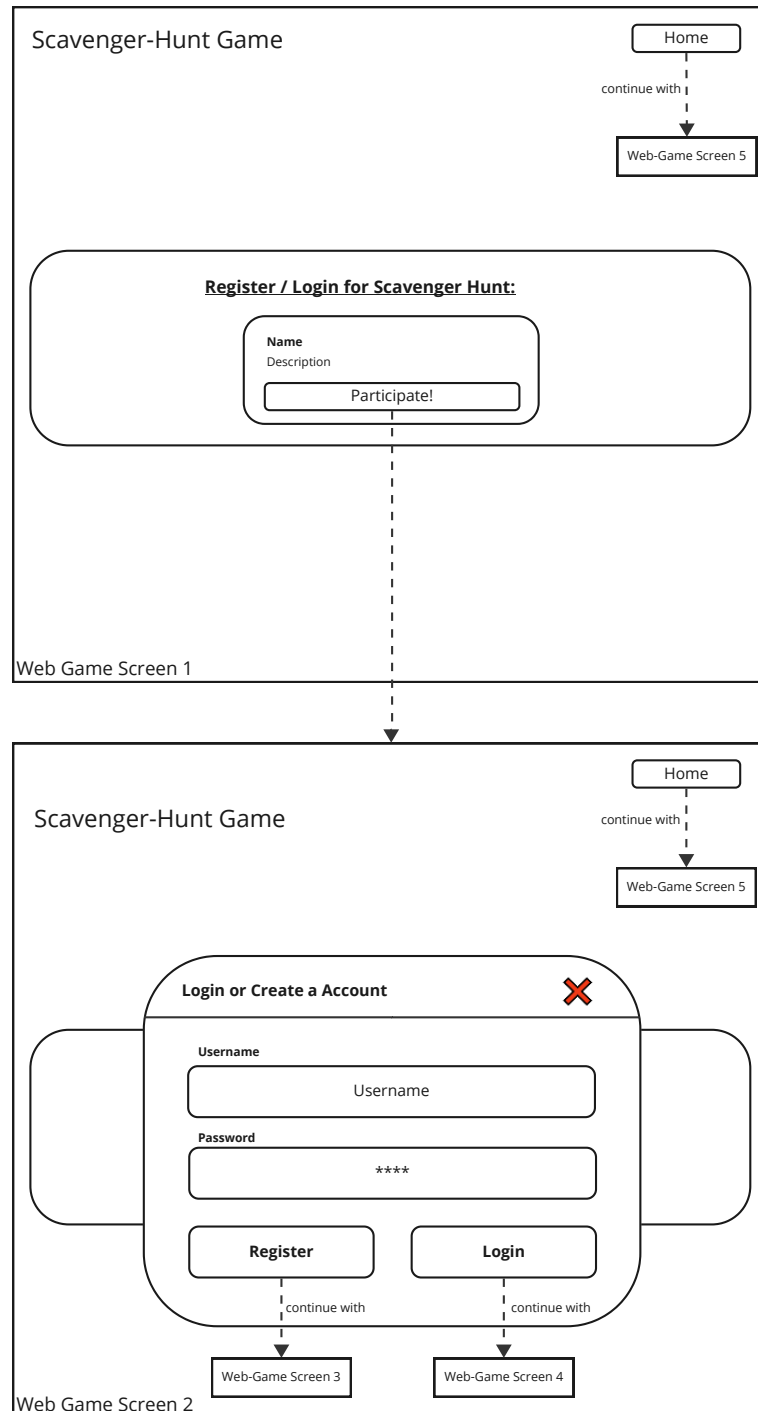 Scavenger-Hunt Game
Home
continue with
Web-Game Screen 5
Register / Login for Scavenger Hunt:
Name
Description
Participate!
Web Game Screen 1
Home
Scavenger-Hunt Game
continue with
Web-Game Screen 5
Login or Create a Account
Username
Username
Password
****
Register
Login
continue with
continue with
Web-Game Screen 3
Web-Game Screen 4
Web Game Screen 2